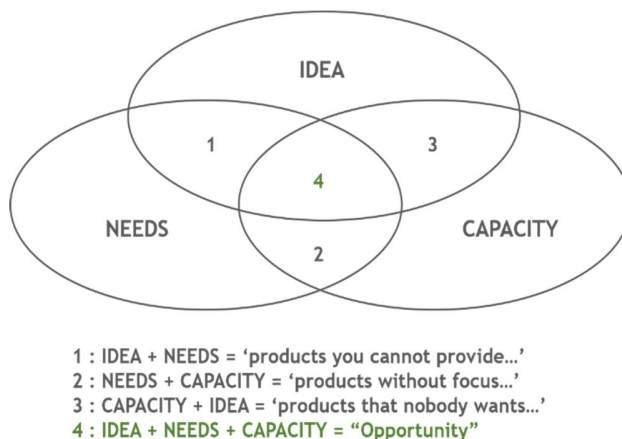 IDEA
1
3
4
NEEDS
CAPACITY
2
1 : IDEA + NEEDS = ‘products you cannot provide…’
2 : NEEDS + CAPACITY = ‘products without focus…’
3 : CAPACITY + IDEA = ‘products that nobody wants…’
4 : IDEA + NEEDS + CAPACITY = “Opportunity”